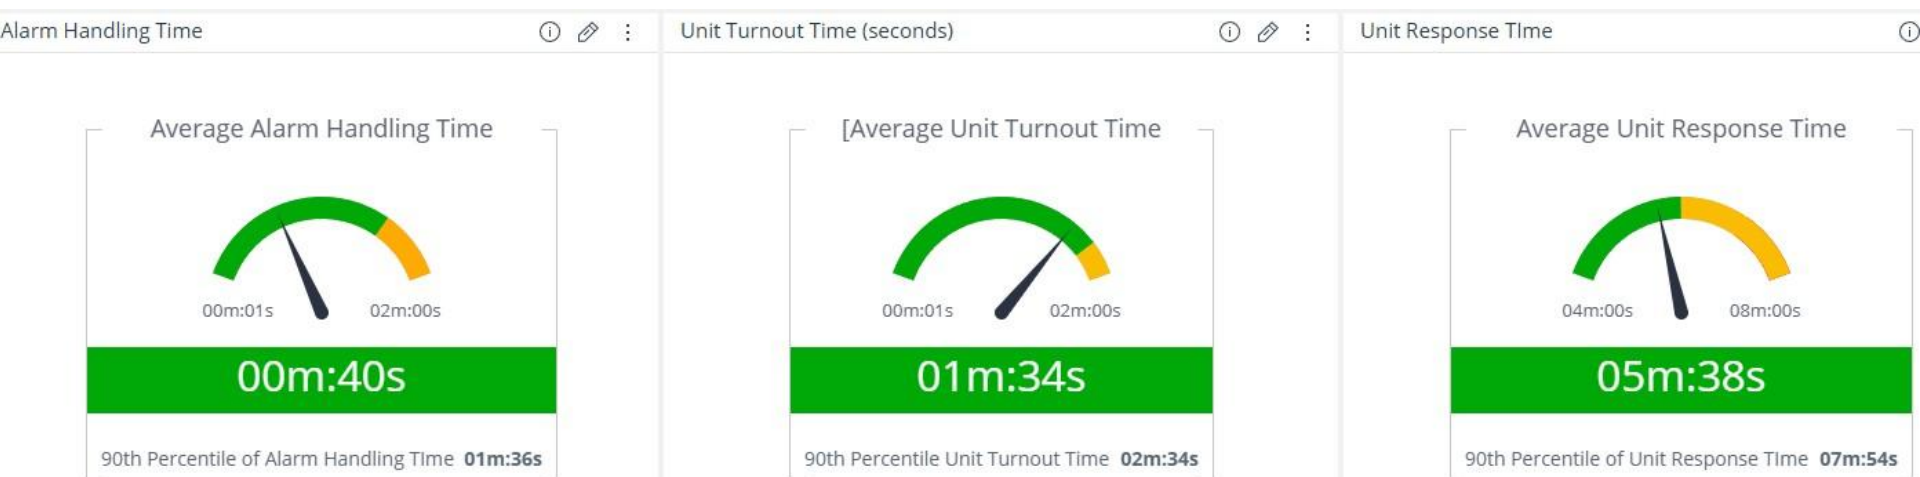 Alarm Handling Time
Average Alarm Handling Time
00m:01s 02m:00s
00m:40s
90th Percentile of Alarm Handling TIme 01m:36s
Unit Turnout Time (seconds)
[Average Unit Turnout Time
00m:01s 02m:00s
01m:34s
90th Percentile Unit Turnout Time 02m:34s
Unit Response TIme
Average Unit Response Time
04m:00s 08m:00s
05m:38s
90th Percentile of Unit Response TIme 07m:54s